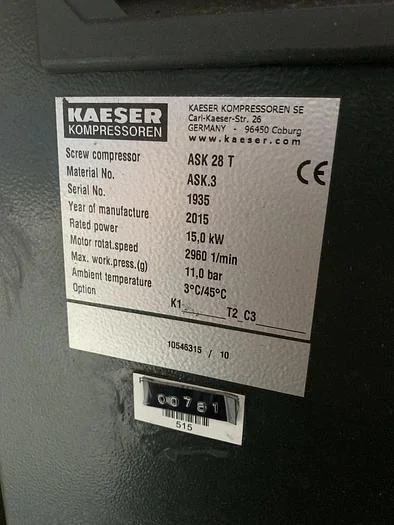 KAESER
KOMPRESSOREN
KAESER KOMPRESSOREN SE
Carl-Kaeser-Str. 26
GERMANY - 96450 Coburg
www.kaeser.com
CE
Screw compressor ASK 28 T
Material No. ASK.3
Serial No. 1935
Year of manufacture 2015
Rated power 15,0 kW
Motor rotat.speed 2960 1/min
Max. work.press.(g) 11,0 bar
Ambient temperature 3°C/45°C
Option K1 T2_C3
10546315 / 10
515